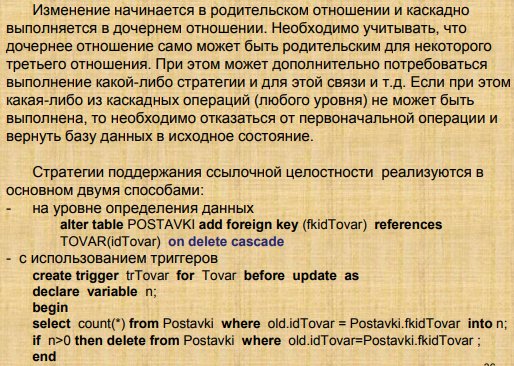 Изменение начинается в родительском отношении и каскадно
выполняется в дочернем отношении. Необходимо учитывать, что
дочернее отношение само может быть родительским для некоторого
третьего отношения. При этом может дополнительно потребоваться
выполнение какой-либо стратегии и для этой связи и т.д. Если при этом
какая-либо из каскадных операций (любого уровня) не может быть
выполнена, то необходимо отказаться от первоначальной операции и
вернуть базу данных в исходное состояние.
Стратегии поддержания ссылочной целостности реализуются в
основном двумя способами:
- на уровне определения данных
alter table POSTAVKI add foreign key (fkidTovar) references
TOVAR(idTovar) on delete cascade
- с использованием триггеров
create trigger trTovar for Tovar before update as
declare variable n;
begin
select count(*) from Postavki where old.idTovar = Postavki.fkidTovar into n;
if n>0 then delete from Postavki where old.idTovar=Postavki.fkidTovar ;
end